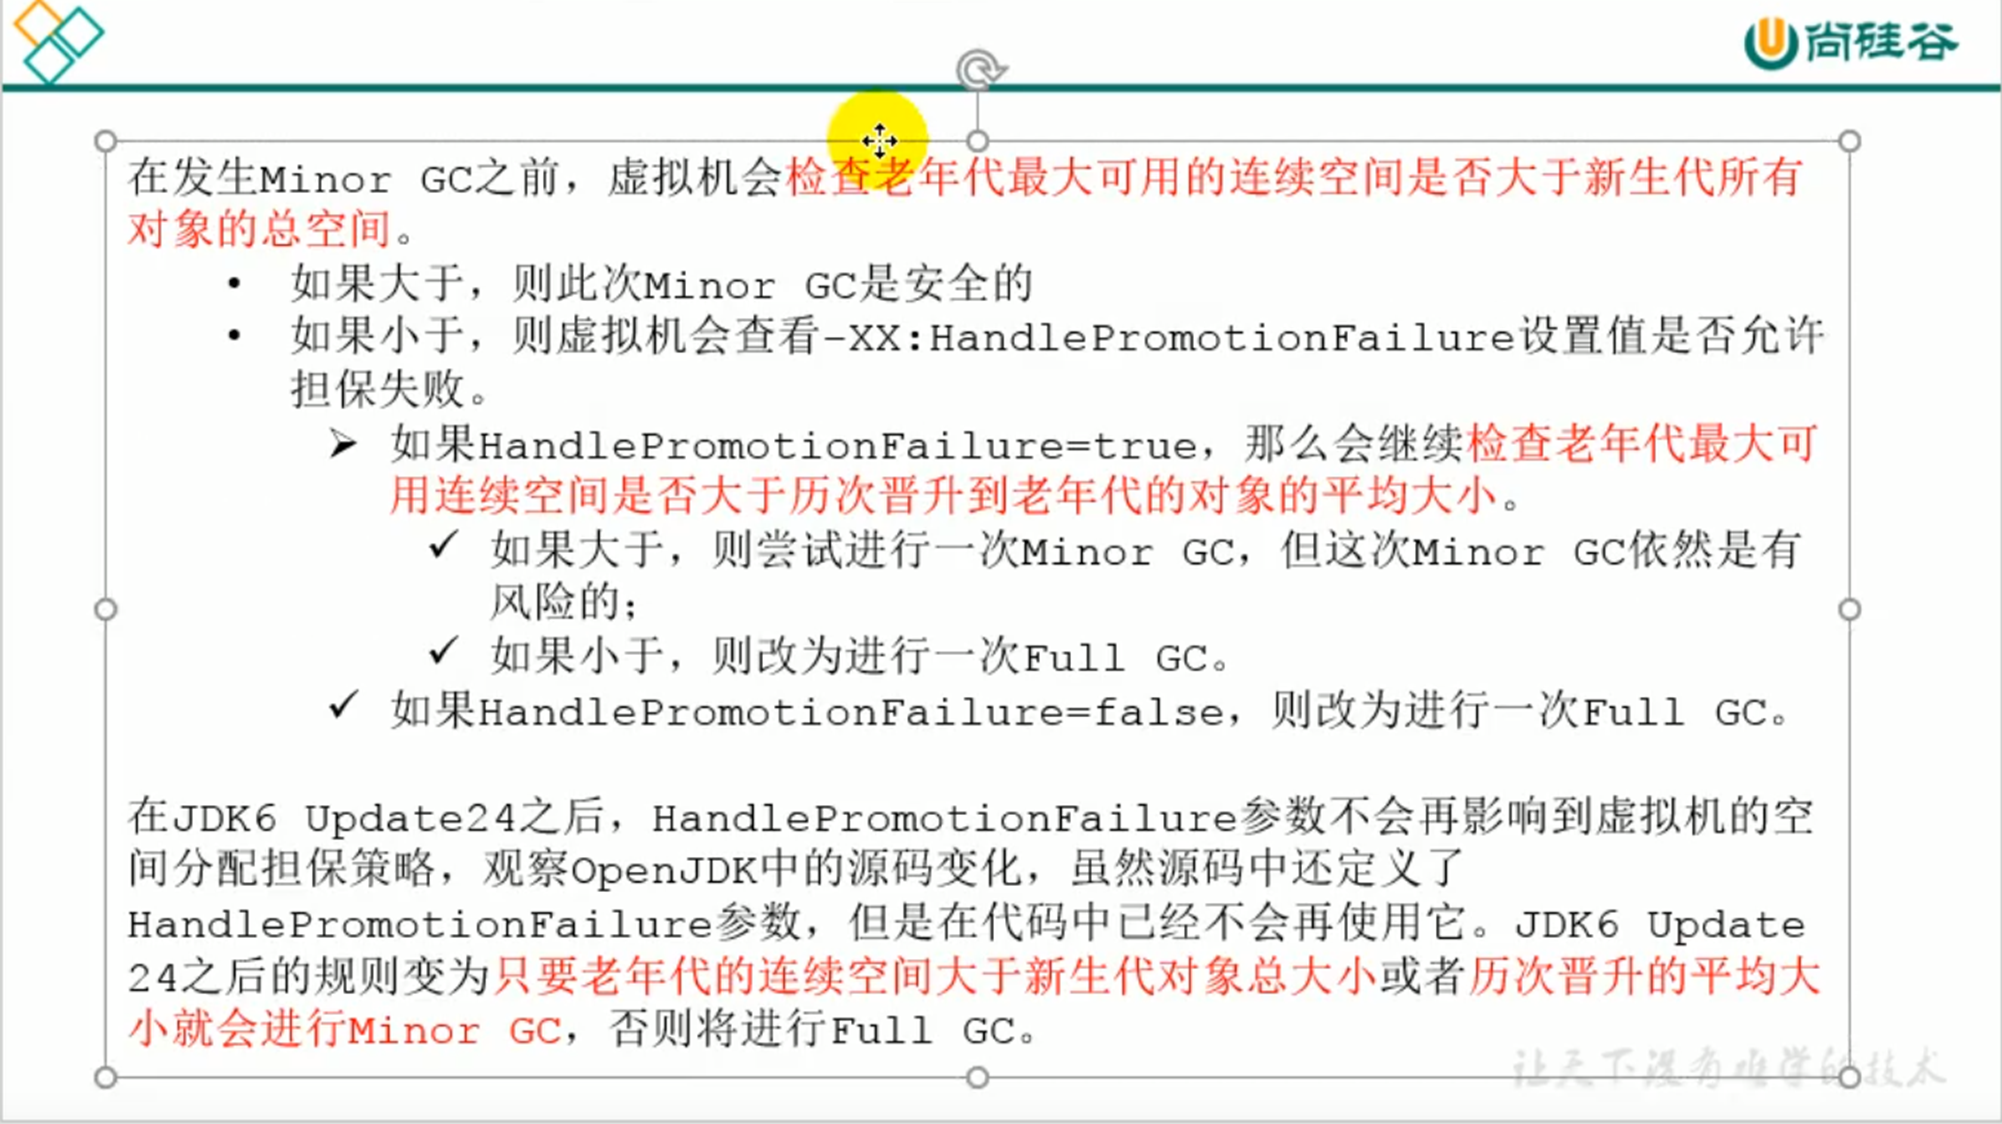 尚硅谷
在发生Minor GC之前，虚拟机会检查老年代最大可用的连续空间是否大于新生代所有
对象的总空间。
• 如果大于，则此次Minor GC是安全的
• 如果小于，则虚拟机会查看-XX:HandlePromotionFailure设置值是否允许
担保失败。
➢ 如果HandlePromotionFailure=true，那么会继续检查老年代最大可
用连续空间是否大于历次晋升到老年代的对象的平均大小。
✓ 如果大于，则尝试进行一次Minor GC，但这次Minor GC依然是有
风险的；
✓ 如果小于，则改为进行一次Full GC。
✓ 如果HandlePromotionFailure=false，则改为进行一次Full GC。
在JDK6 Update24之后，HandlePromotionFailure参数不会再影响到虚拟机的空
间分配担保策略，观察OpenJDK中的源码变化，虽然源码中还定义了
HandlePromotionFailure参数，但是在代码中已经不会再使用它。JDK6 Update
24之后的规则变为只要老年代的连续空间大于新生代对象总大小或者历次晋升的平均大
小就会进行Minor GC，否则将进行Full GC。
让天下没有难学的技术